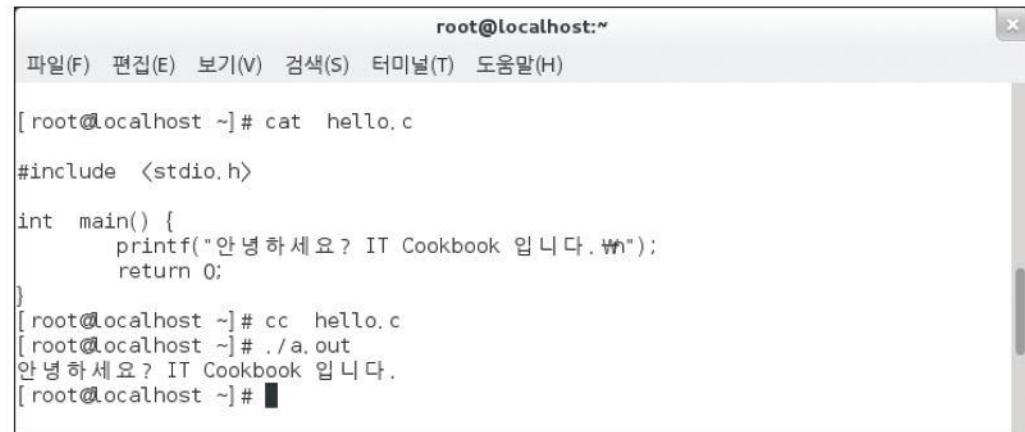 root@localhost:~
파일(F) 편집(E) 보기(V) 검색(S) 터미널(T) 도움말(H)
[root@localhost ~]# cat hello.c
#include <stdio.h>
int main() {
printf("안녕하세요? IT Cookbook 입니다.₩n");
return 0;
}
[root@localhost ~]# cc hello.c
[root@localhost ~]# ./a.out
안녕하세요? IT Cookbook 입니다.
[root@localhost ~]#